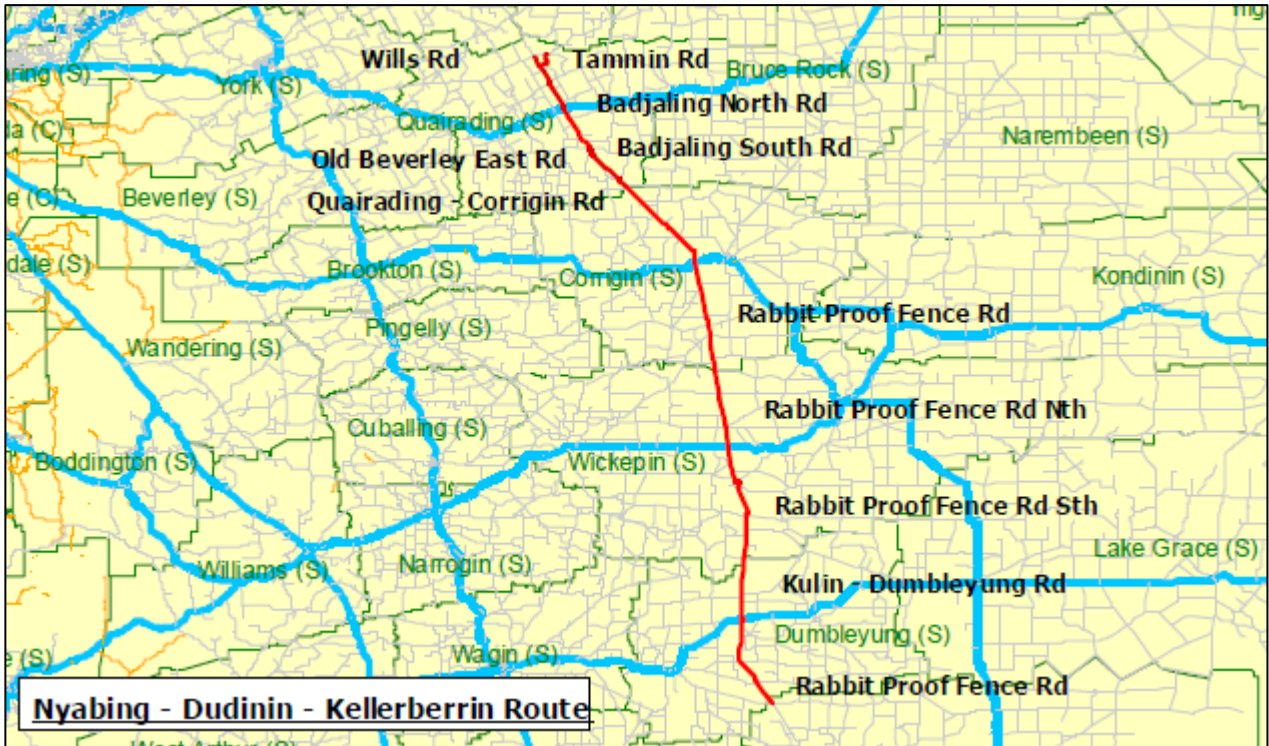 Wills Rd
Tammin Rd
Bruce Rock (S)
aring (S)
York (S)
Badjaling North Rd
Quairading (S)
da (C)
Narembeen (S)
Badjaling South Rd
Old Beverley East Rd
e (C)
Beverley (S)
Quairading - Corrigin Rd
dale (S)
Brookton (S)
Corrigin (S)
Kondinin (S)
Rabbit Proof Fence Rd
Pingelly (S)
Wandering (S)
Rabbit Proof Fence Rd Nth
Cuballing (S)
Boddington (S)
Wickepin (S)
Rabbit Proof Fence Rd Sth
Lake Grace (S)
Williams (S)
Narrogin (S)
Kulin - Dumbleyung Rd
Dumbleyung (S)
e (S)
Wagin (S)
Rabbit Proof Fence Rd
Nyabing - Dudinin - Kellerberrin Route